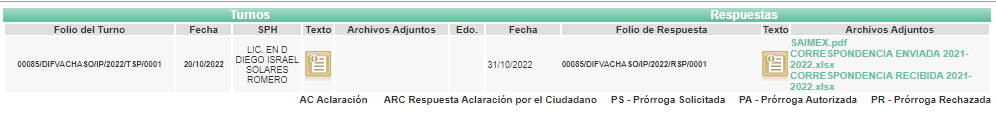 Turnos Respuestas
Folio del Turno Fecha SPH Texto Archivos Adjuntos Edo. Fecha Folio de Respuesta Texto Archivos Adjuntos
00085/DIFVACHASO/IP/2022/TSP/0001 20/10/2022
LIC. EN D
DIEGO ISRAEL
SOLARES
ROMERO
31/10/2022 00085/DIFVACHASO/IP/2022/RSP/0001
SAIMEX.pdf
CORRESPONDENCIA ENVIADA 2021-
2022.xlsx
CORRESPONDENCIA RECIBIDA 2021-
2022.xlsx
AC Aclaración ARC Respuesta Aclaración por el Ciudadano PS - Prórroga Solicitada PA - Prórroga Autorizada PR - Prórroga Rechazada